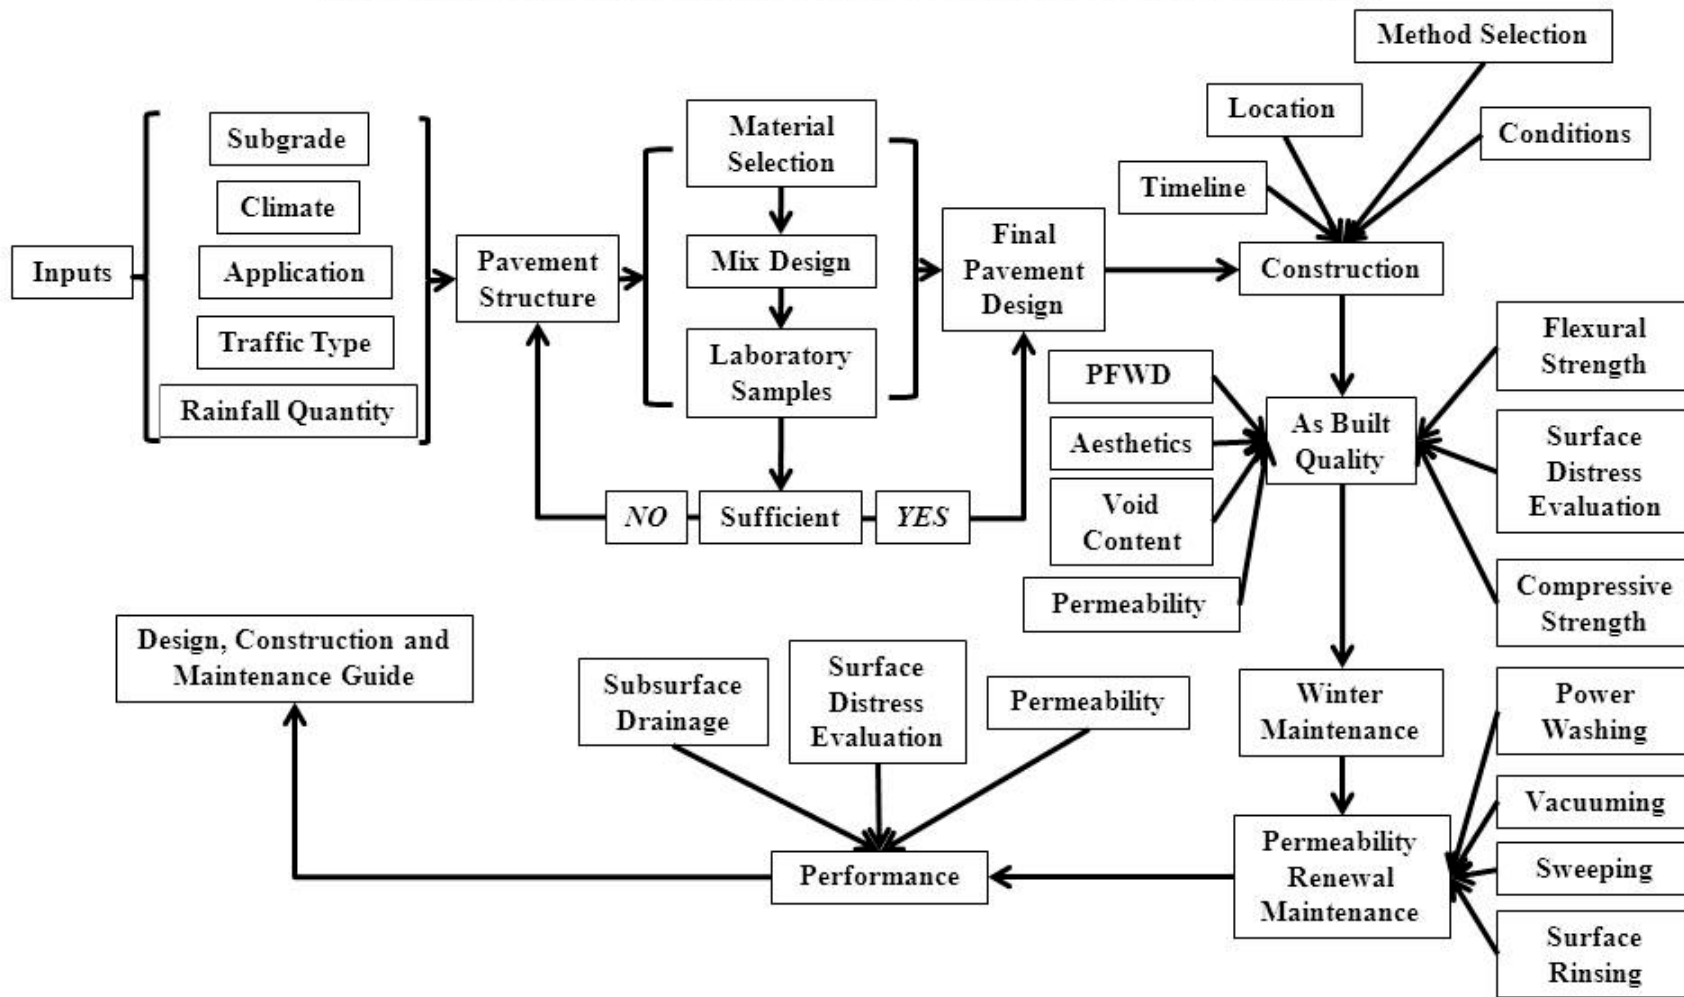 Method Selection
Location
Conditions
Timeline
Inputs
Subgrade
Climate
Application
Traffic Type
Rainfall Quantity
Pavement
Structure
Material
Selection
Mix Design
Laboratory
Samples
NO
Sufficient
YES
Final
Pavement
Design
Construction
PFWD
Aesthetics
Void
Content
Permeability
As Built
Quality
Flexural
Strength
Surface
Distress
Evaluation
Compressive
Strength
Winter
Maintenance
Power
Washing
Vacuuming
Sweeping
Surface
Rinsing
Permeability
Renewal
Maintenance
Subsurface
Drainage
Surface
Distress
Evaluation
Permeability
Performance
Design, Construction and
Maintenance Guide